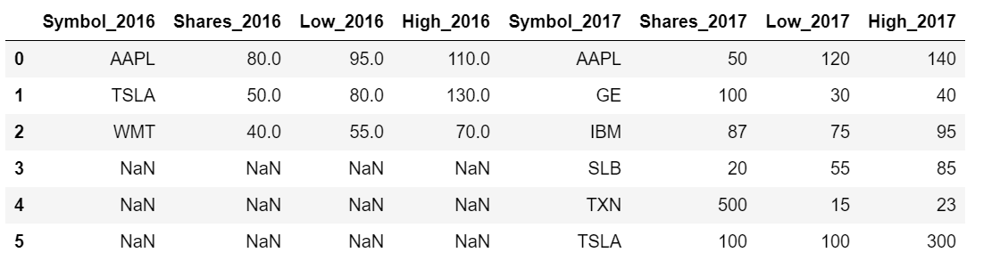 Symbol_2016 Shares_2016 Low_2016 High_2016 Symbol_2017 Shares_2017 Low_2017 High_2017
0 AAPL 80.0 95.0 110.0 AAPL 50 120 140
1 TSLA 50.0 80.0 130.0 GE 100 30 40
2 WMT 40.0 55.0 70.0 IBM 87 75 95
3 NaN NaN NaN NaN SLB 20 55 85
4 NaN NaN NaN NaN TXN 500 15 23
5 NaN NaN NaN NaN TSLA 100 100 300